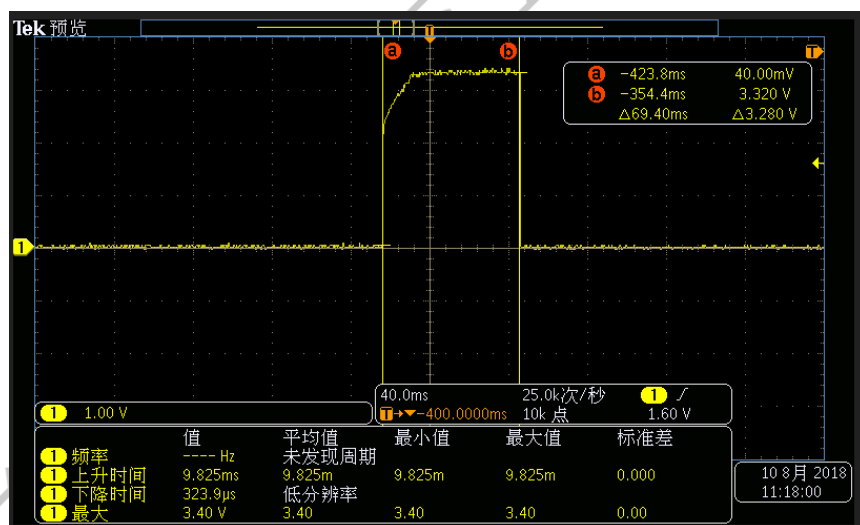 Tek 预览
a b T
a -423.8ms 40.00mV
b -354.4ms 3.320 V
△69.40ms △3.280 V
1
1 1.00 V
40.0ms 25.0k次/秒 1 ∫
T→▼-400.0000ms 10k 点 1.60 V
值 平均值 最小值 最大值 标准差
1 频率 ---- Hz 未发现周期
1 上升时间 9.825ms 9.825m 9.825m 9.825m 0.000
1 下降时间 323.9µs 低分辨率
1 最大 3.40 V 3.40 3.40 3.40 0.00
10 8月 2018
11:18:00